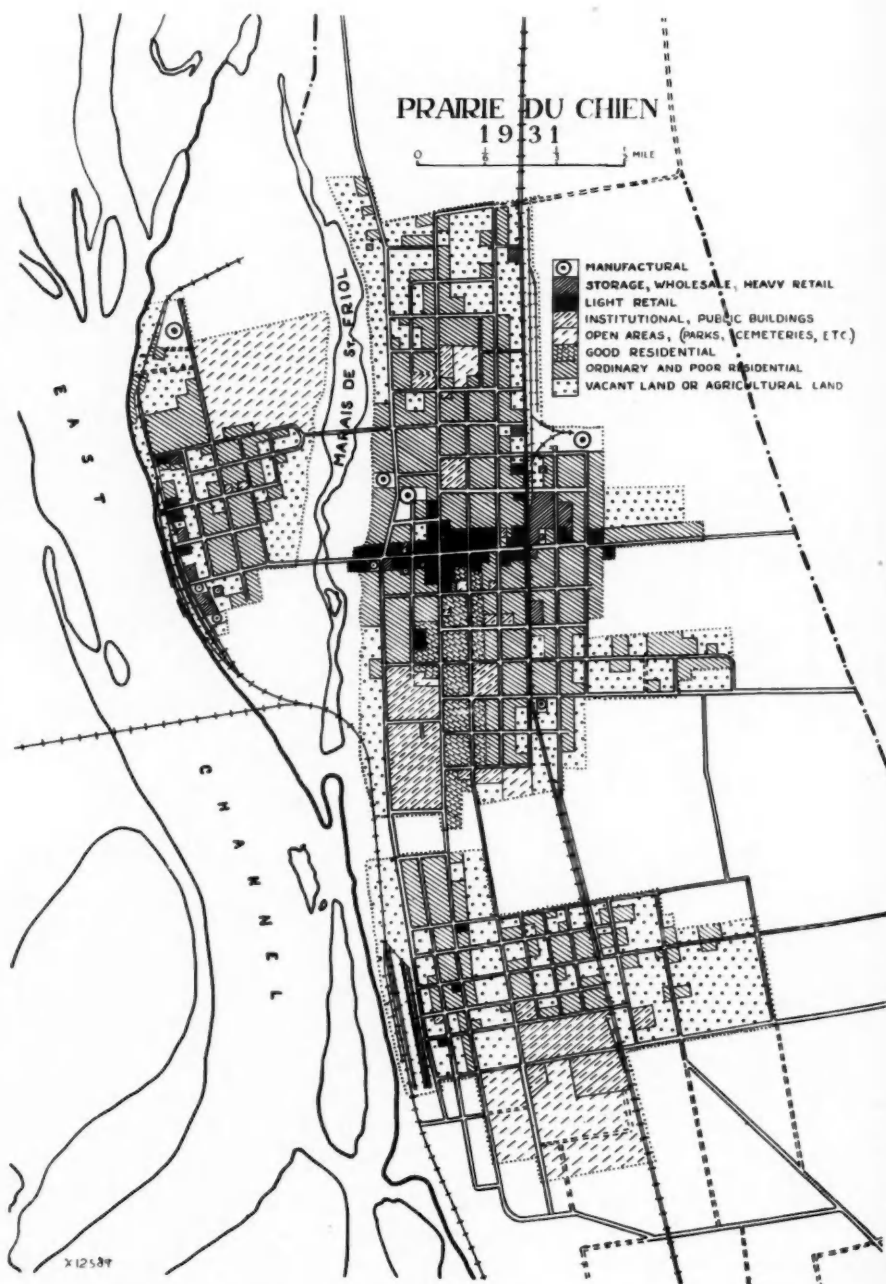 PRAIRIE DU CHIEN
1931
0 MILE
MANUFACTURAL
STORAGE, WHOLESALE, HEAVY RETAIL
LIGHT RETAIL
INSTITUTIONAL, PUBLIC BUILDINGS
OPEN AREAS, (PARKS, CEMETERIES, ETC.)
GOOD RESIDENTIAL
ORDINARY AND POOR RESIDENTIAL
VACANT LAND OR AGRICULTURAL LAND
MARAIS DE ST. FRIOL
EAST
CHANNEL
X12589